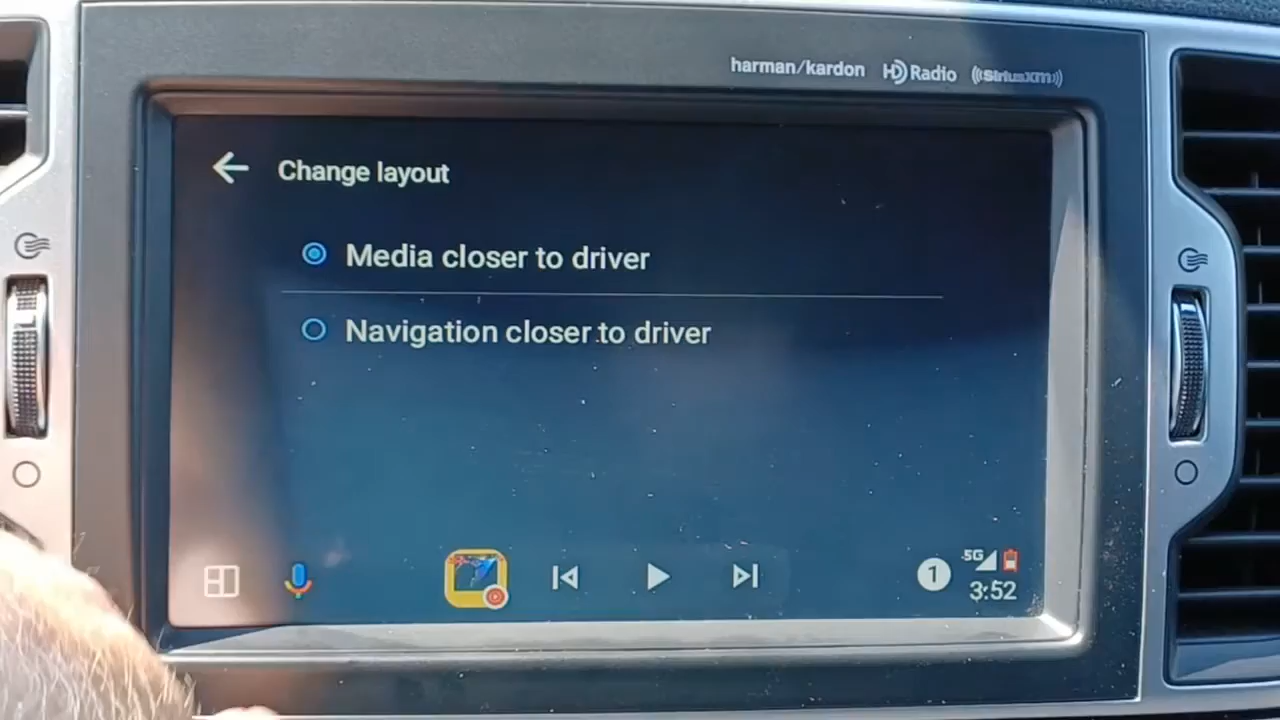 harman/kardon HD Radio ((SiriusXM))
Change layout
Media closer to driver
Navigation closer to driver
1
5G
3:52